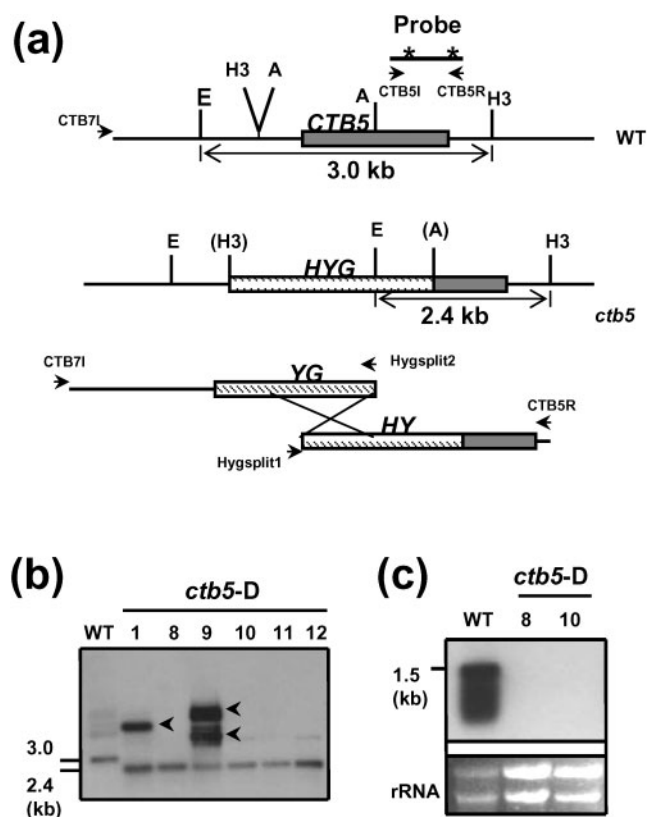 (a)
Probe
* *
CTB5I CTB5R
H3 A
E A H3
CTB7I CTB5 WT
3.0 kb
E (H3) E (A) H3
HYG
2.4 kb ctb5
CTB7I YG Hygsplit2
HY CTB5R
Hygsplit1
(b)
ctb5-D
WT 1 8 9 10 11 12
3.0
2.4
(kb)
(c)
ctb5-D
WT 8 10
1.5
(kb)
rRNA